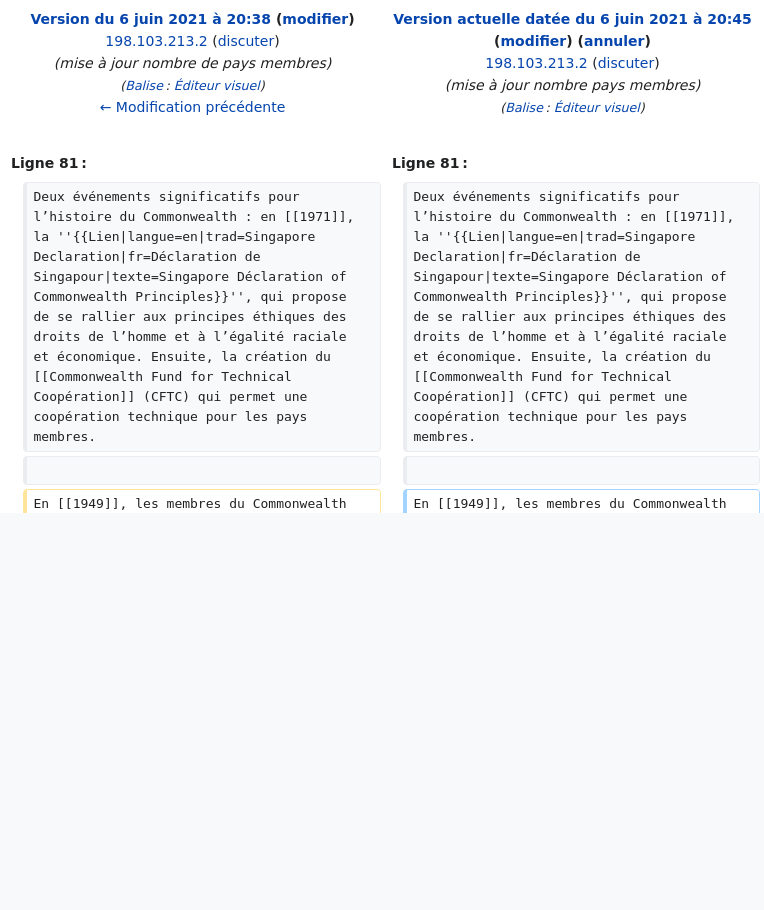 Version du 6 juin 2021 à 20:38 (modifier)
198.103.213.2 (discuter)
(mise à jour nombre de pays membres)
(Balise : Éditeur visuel)
← Modification précédente
Version actuelle datée du 6 juin 2021 à 20:45
(modifier) (annuler)
198.103.213.2 (discuter)
(mise à jour nombre pays membres)
(Balise : Éditeur visuel)
Ligne 81 :
Deux événements significatifs pour
l’histoire du Commonwealth : en [[1971]],
la ''{{Lien|langue=en|trad=Singapore
Declaration|fr=Déclaration de
Singapour|texte=Singapore Déclaration of
Commonwealth Principles}}'', qui propose
de se rallier aux principes éthiques des
droits de l’homme et à l’égalité raciale
et économique. Ensuite, la création du
[[Commonwealth Fund for Technical
Coopération]] (CFTC) qui permet une
coopération technique pour les pays
membres.
En [[1949]], les membres du Commonwealth
Ligne 81 :
Deux événements significatifs pour
l’histoire du Commonwealth : en [[1971]],
la ''{{Lien|langue=en|trad=Singapore
Declaration|fr=Déclaration de
Singapour|texte=Singapore Déclaration of
Commonwealth Principles}}'', qui propose
de se rallier aux principes éthiques des
droits de l’homme et à l’égalité raciale
et économique. Ensuite, la création du
[[Commonwealth Fund for Technical
Coopération]] (CFTC) qui permet une
coopération technique pour les pays
membres.
En [[1949]], les membres du Commonwealth